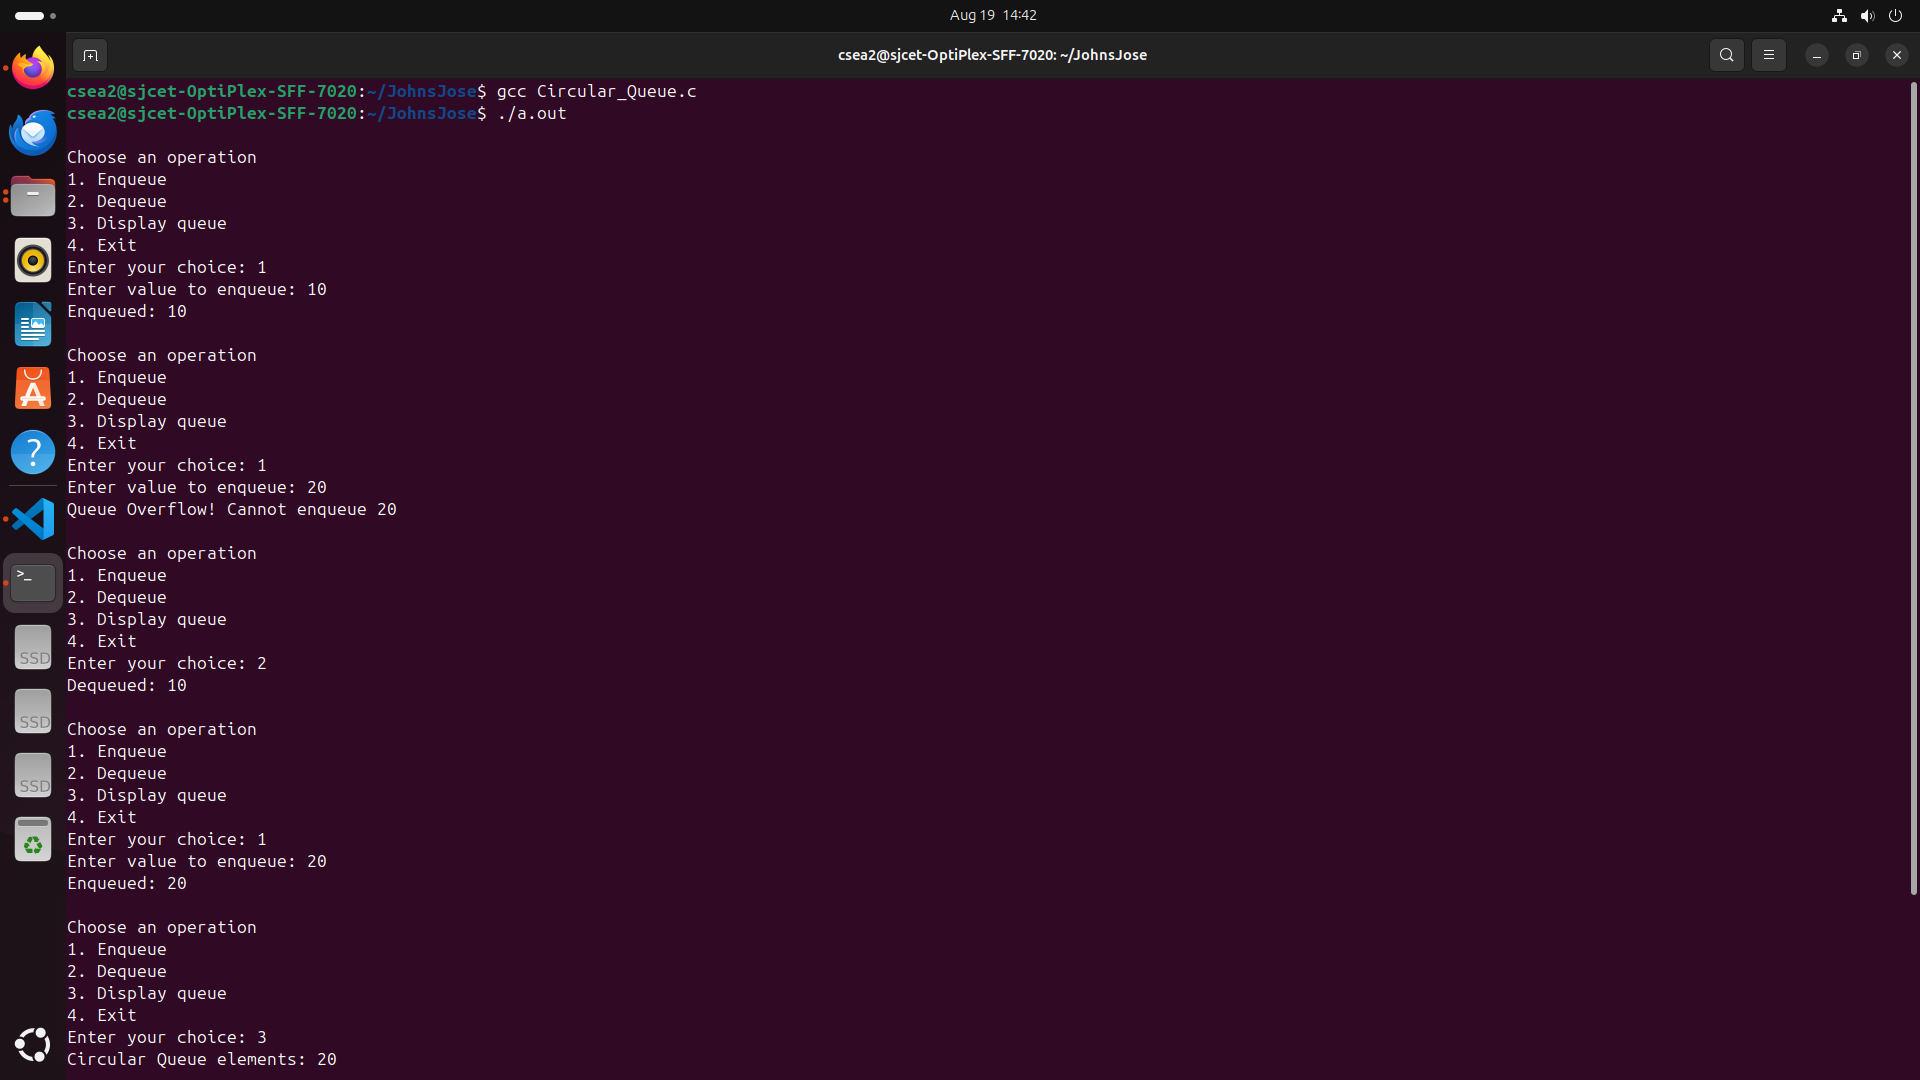 Aug 19 14:42
csea2@sjcet-OptiPlex-SFF-7020: ~/JohnsJose
csea2@sjcet-OptiPlex-SFF-7020:~/JohnsJose$ gcc Circular_Queue.c
csea2@sjcet-OptiPlex-SFF-7020:~/JohnsJose$ ./a.out
Choose an operation
1. Enqueue
2. Dequeue
3. Display queue
4. Exit
Enter your choice: 1
Enter value to enqueue: 10
Enqueued: 10
Choose an operation
1. Enqueue
2. Dequeue
3. Display queue
4. Exit
Enter your choice: 1
Enter value to enqueue: 20
Queue Overflow! Cannot enqueue 20
Choose an operation
1. Enqueue
2. Dequeue
3. Display queue
4. Exit
Enter your choice: 2
Dequeued: 10
Choose an operation
1. Enqueue
2. Dequeue
3. Display queue
4. Exit
Enter your choice: 1
Enter value to enqueue: 20
Enqueued: 20
Choose an operation
1. Enqueue
2. Dequeue
3. Display queue
4. Exit
Enter your choice: 3
Circular Queue elements: 20
>_
SSD
SSD
SSD